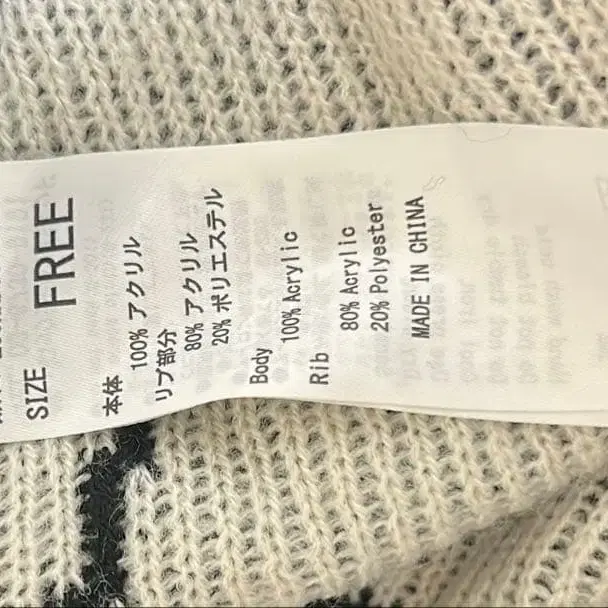 SIZE FREE
本体
100% アクリル
リブ部分
80% アクリル
20% ポリエステル
Body
100% Acrylic
Rib
80% Acrylic
20% Polyester
MADE IN CHINA